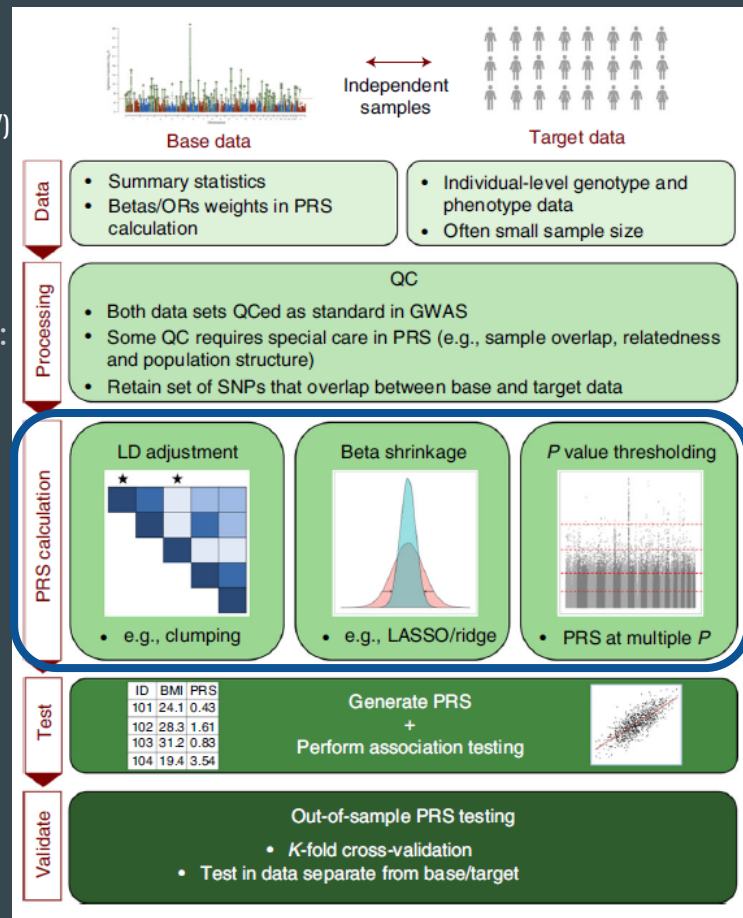 Independent
samples
Base data
Target data
Data
• Summary statistics
• Betas/ORs weights in PRS
calculation
• Individual-level genotype and
phenotype data
• Often small sample size
Processing
QC
• Both data sets QCed as standard in GWAS
• Some QC requires special care in PRS (e.g., sample overlap, relatedness
and population structure)
• Retain set of SNPs that overlap between base and target data
PRS calculation
LD adjustment
• e.g., clumping
Beta shrinkage
• e.g., LASSO/ridge
P value thresholding
• PRS at multiple P
Test
ID BMI PRS
101 24.1 0.43
102 28.3 1.61
103 31.2 0.83
104 19.4 3.54
Generate PRS
+
Perform association testing
Validate
Out-of-sample PRS testing
• K-fold cross-validation
• Test in data separate from base/target